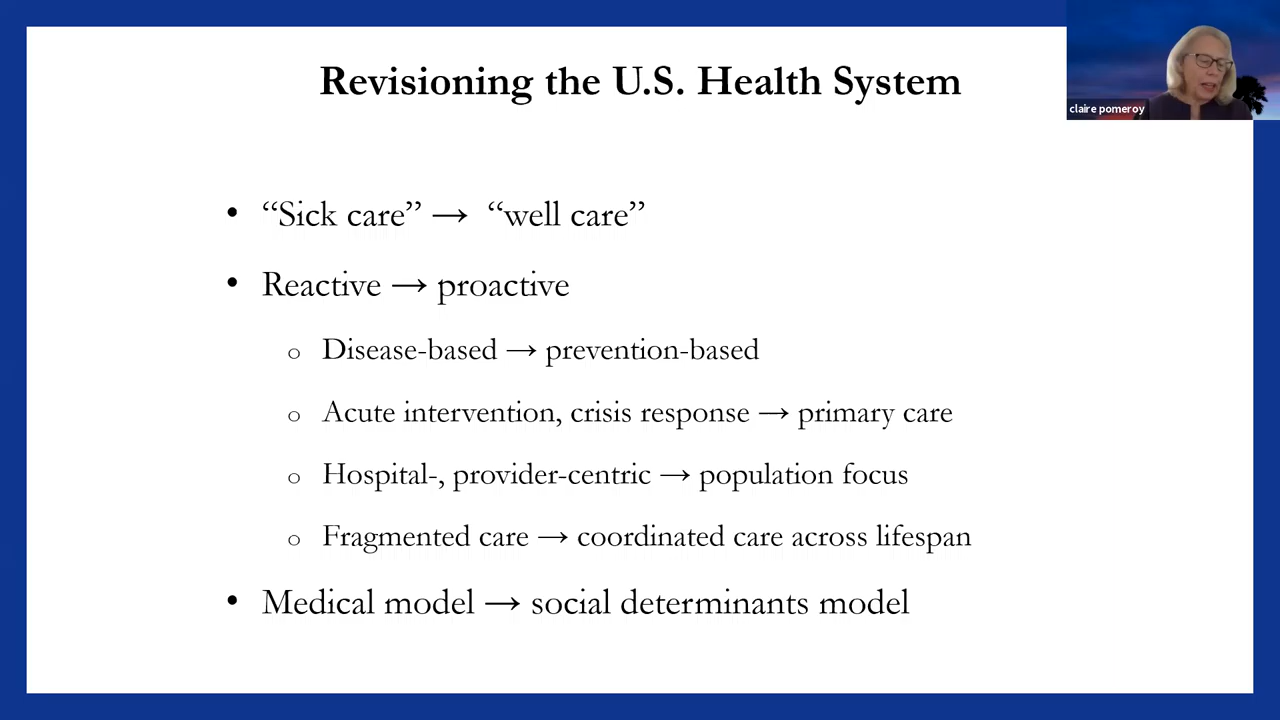 Revisioning the U.S. Health System
claire pomeroy
• “Sick care” → “well care”
• Reactive → proactive
o Disease-based → prevention-based
o Acute intervention, crisis response → primary care
o Hospital-, provider-centric → population focus
o Fragmented care → coordinated care across lifespan
• Medical model → social determinants model